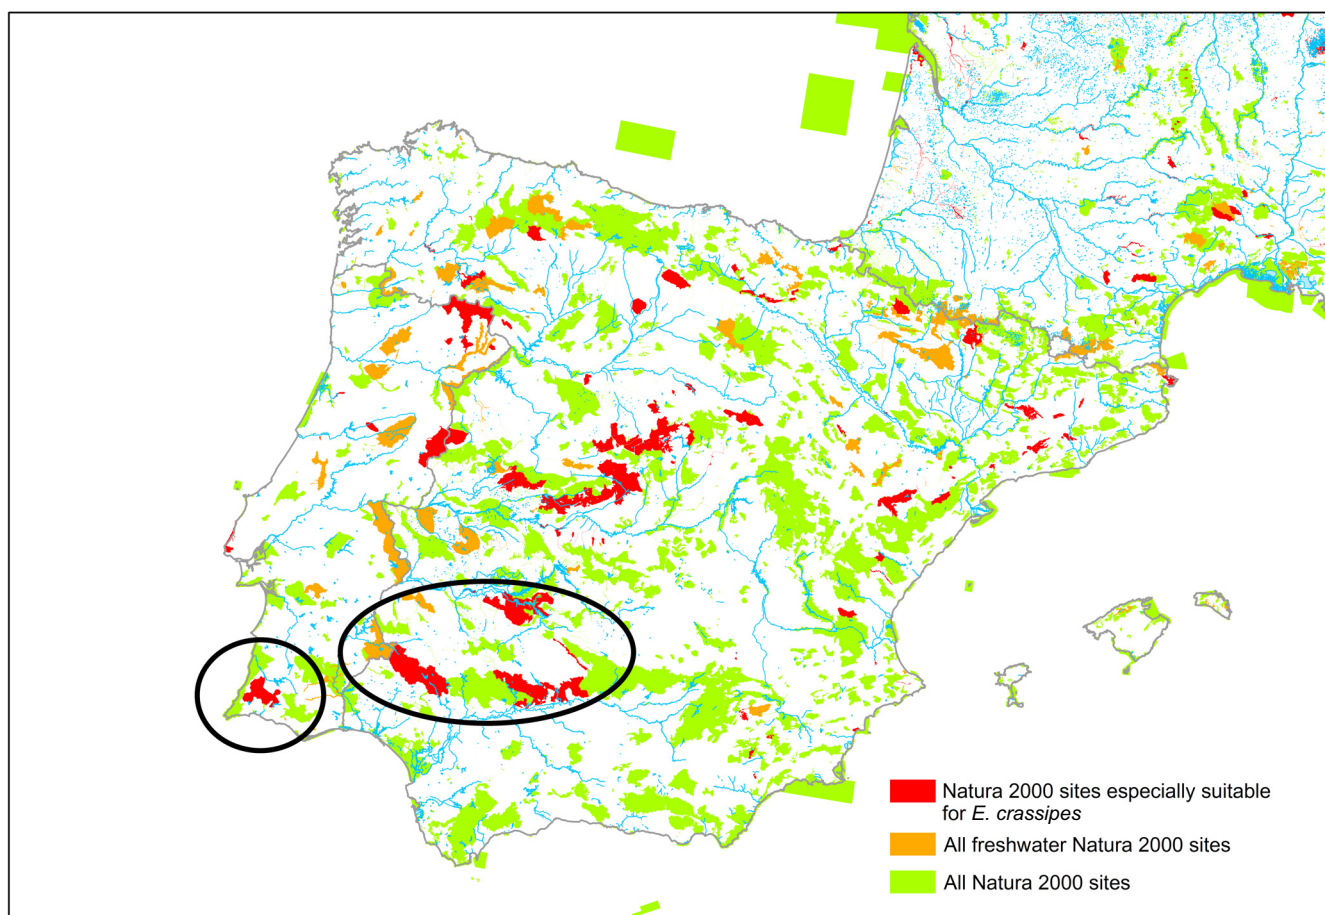 Natura 2000 sites especially suitable
for E. crassipes
All freshwater Natura 2000 sites
All Natura 2000 sites